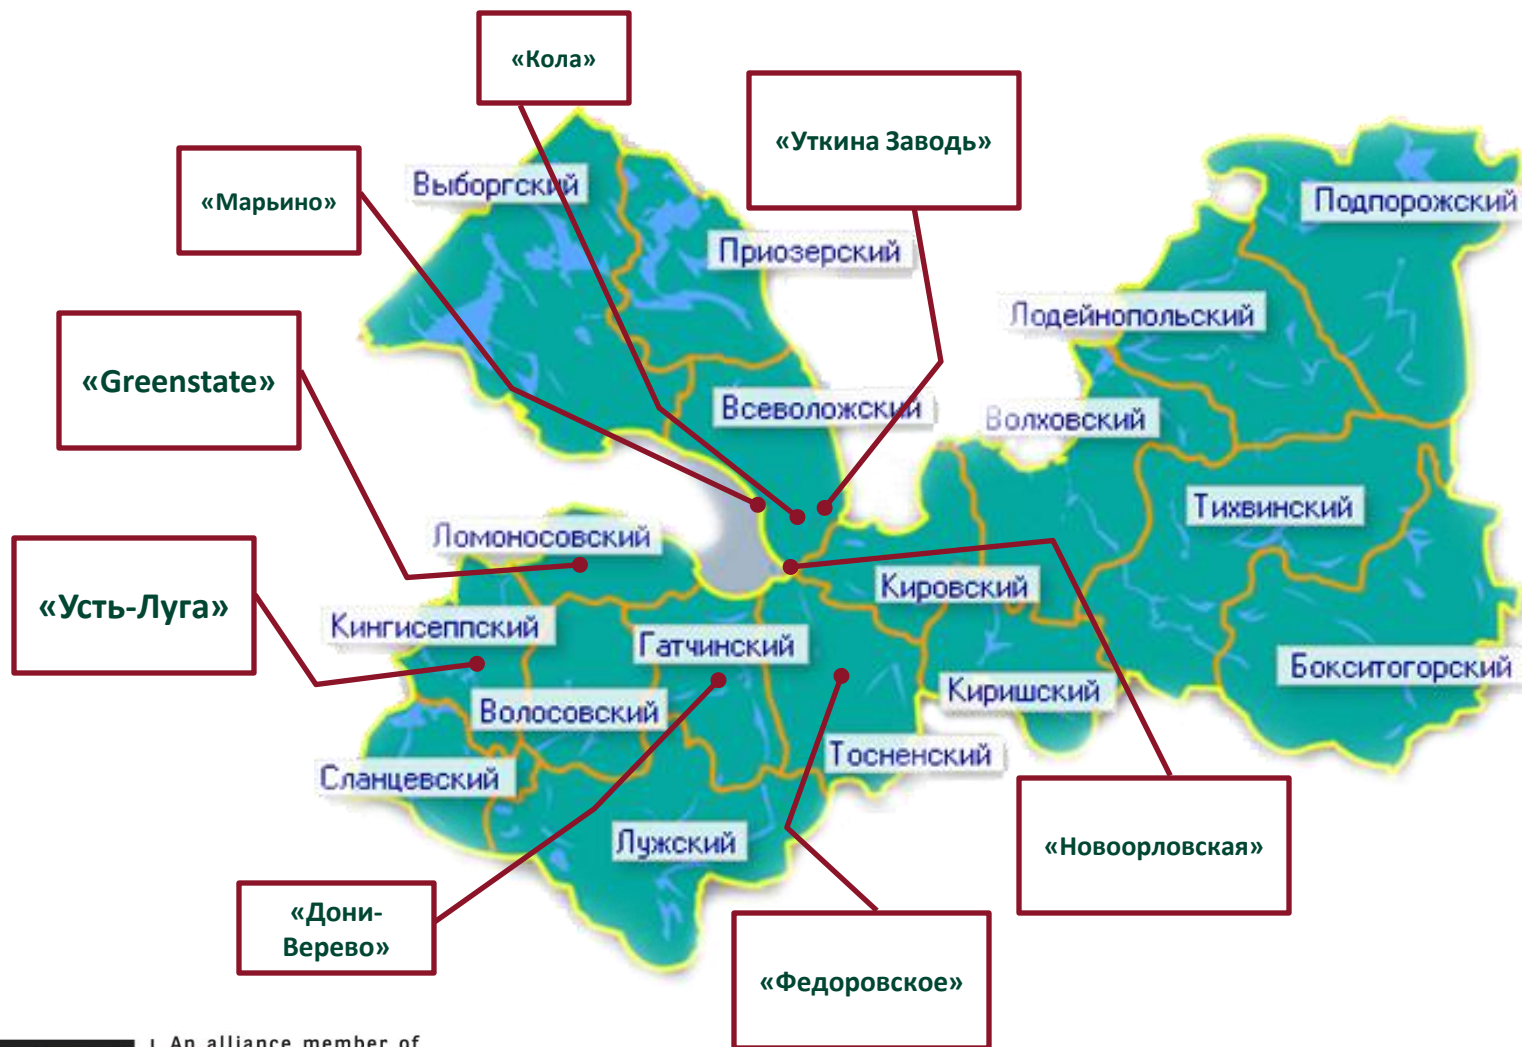 «Кола»
«Уткина Заводь»
Выборгский
«Марьино»
Подпорожский
Приозерский
Лодейнопольский
«Greenstate»
Всеволожский
Волховский
Тихвинский
Ломоносовский
Кировский
«Усть-Луга»
Кингисеппский
Гатчинский
Бокситогорский
Киришский
Волосовский
Тосненский
Сланцевский
Лужский
«Новоорловская»
«Дони-
Верево»
«Федоровское»
An alliance member of